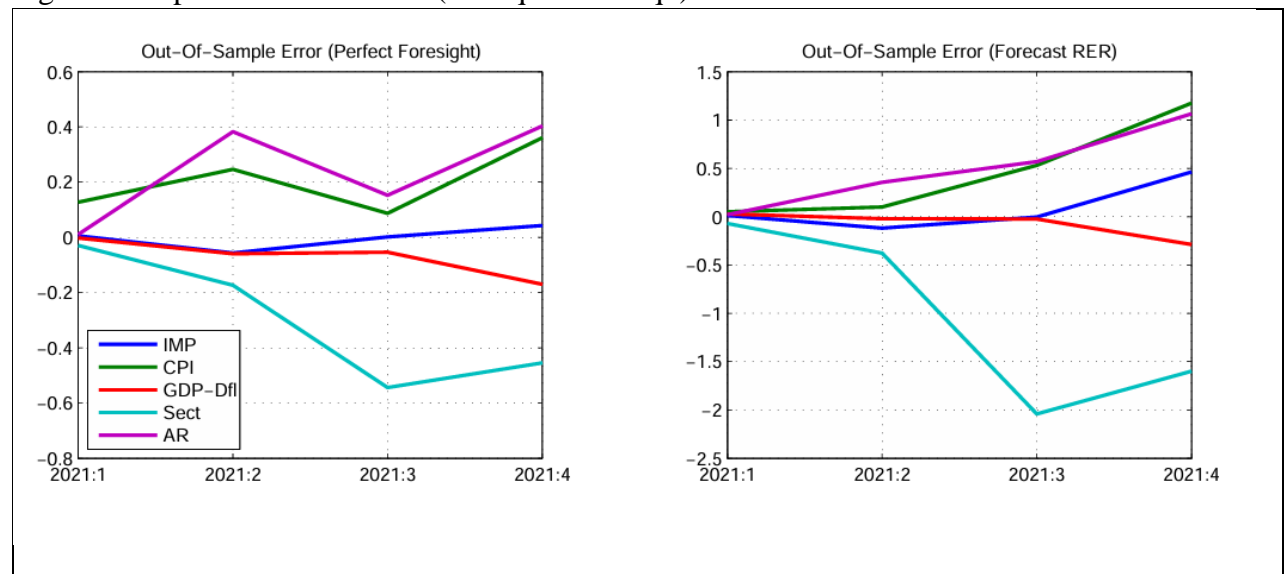 Out−Of−Sample Error (Perfect Foresight)
0.6
0.4
0.2
0
−0.2
−0.4
−0.6
−0.8
IMP
CPI
GDP−Dfl
Sect
AR
2021:1 2021:2 2021:3 2021:4
Out−Of−Sample Error (Forecast RER)
1.5
1
0.5
0
−0.5
−1
−1.5
−2
−2.5
2021:1 2021:2 2021:3 2021:4